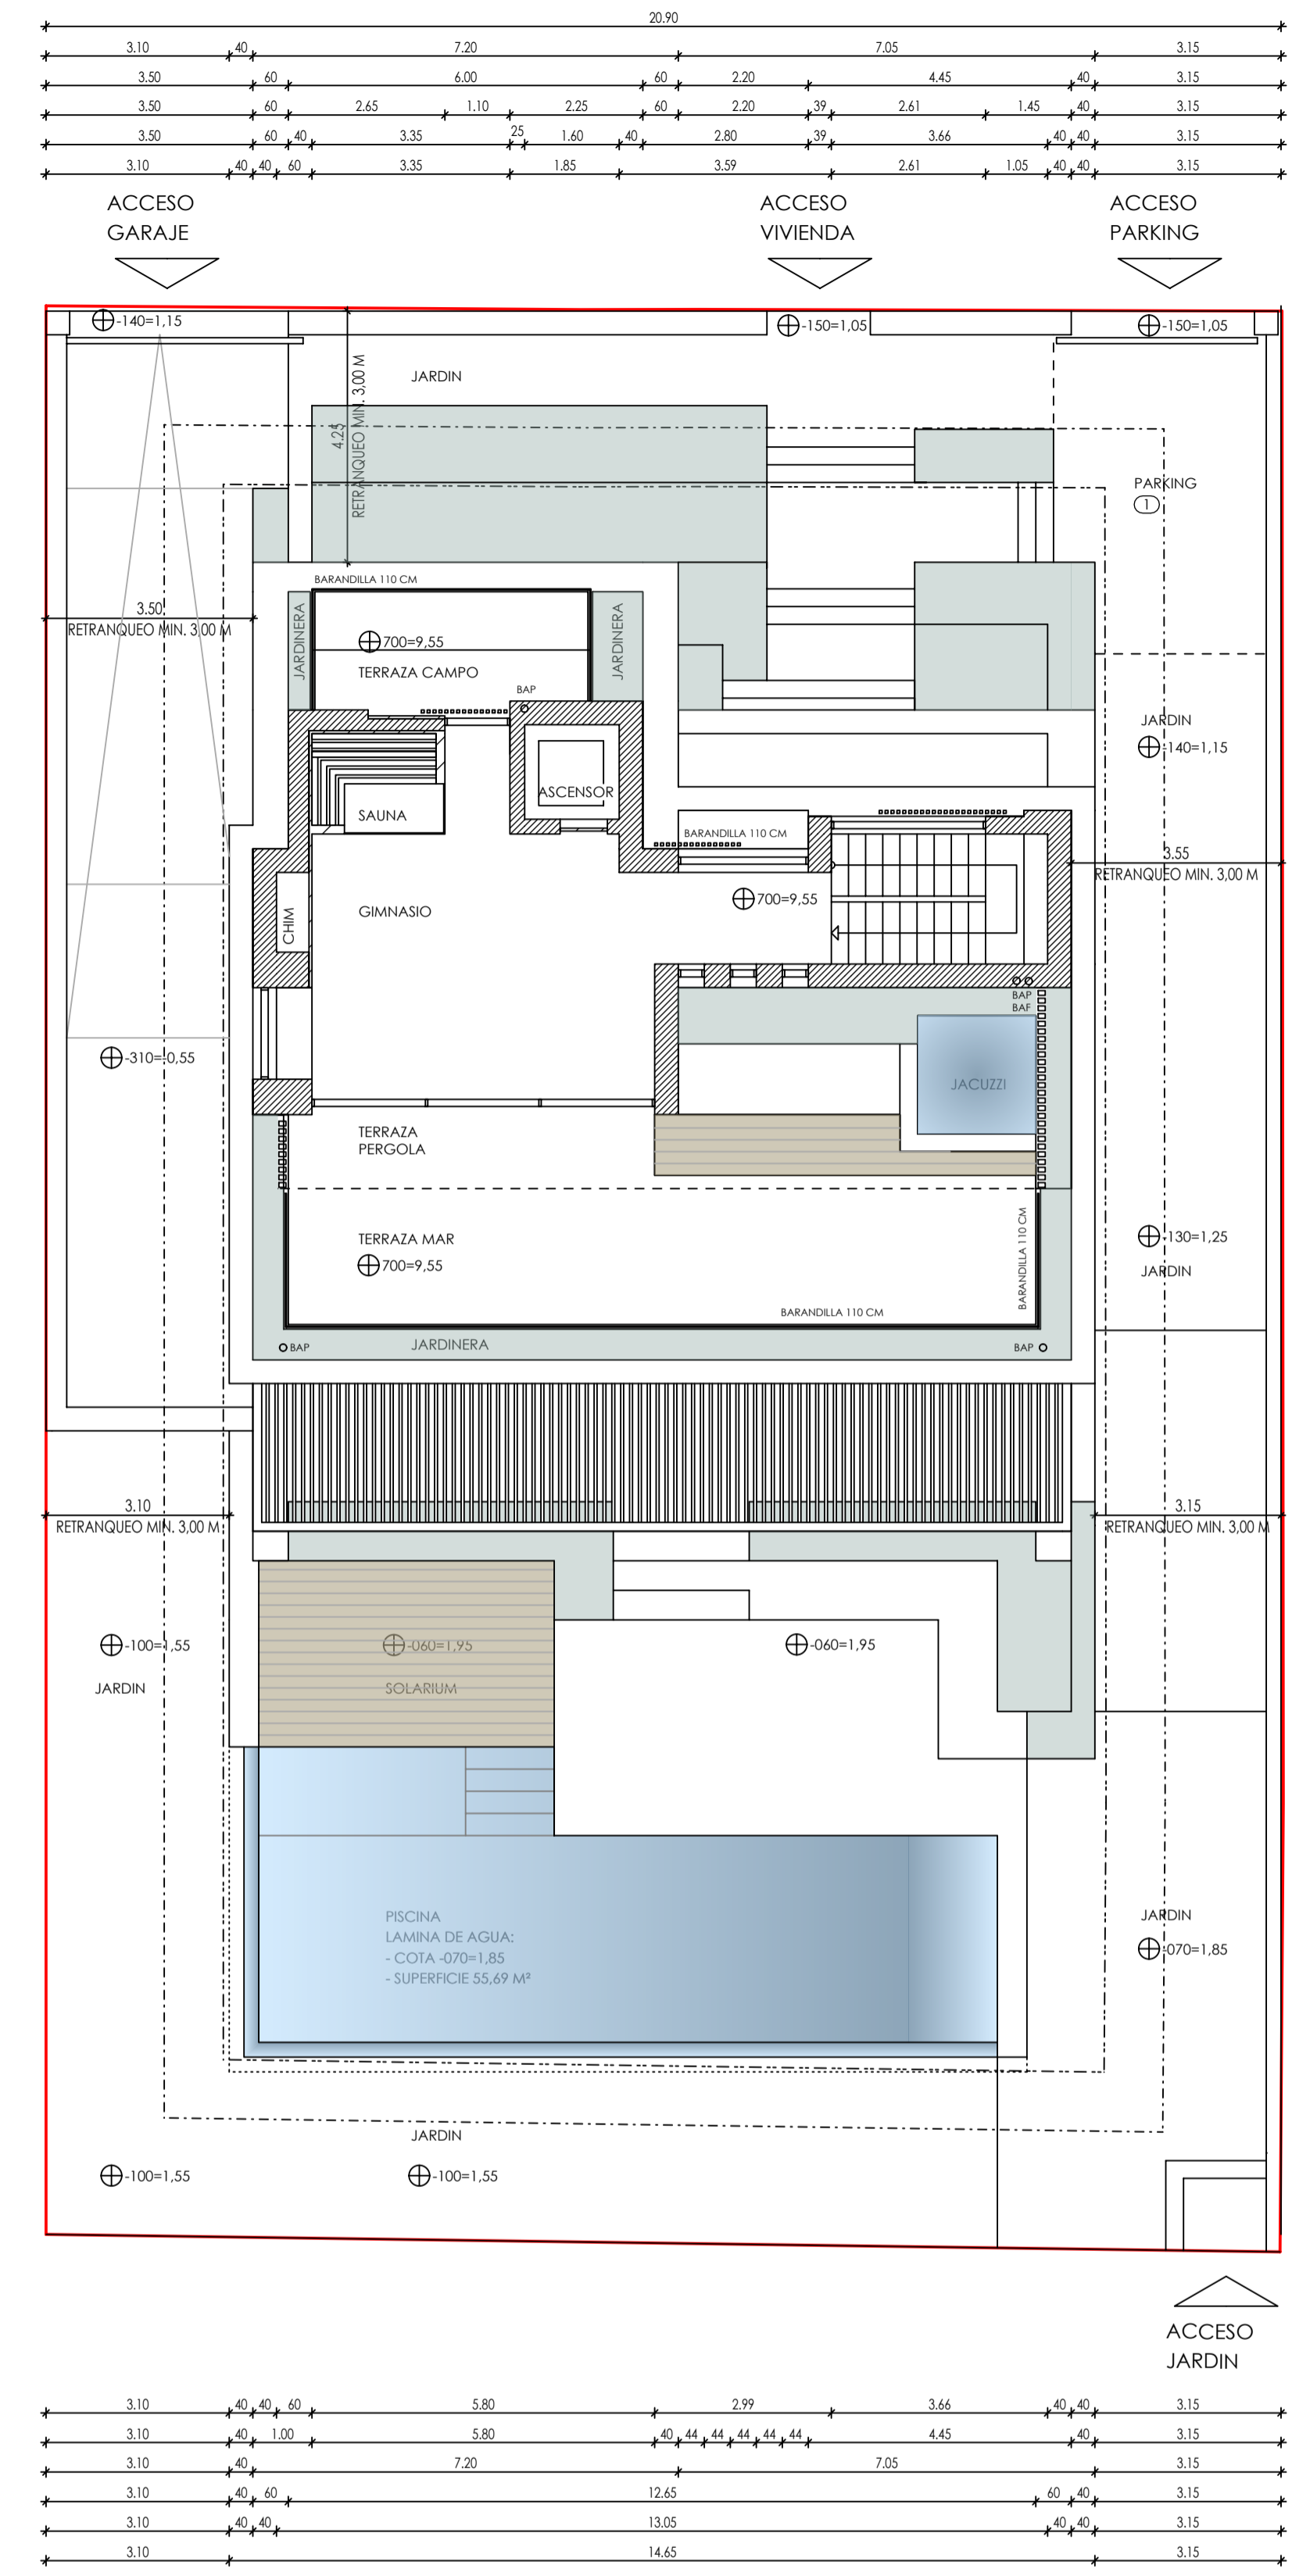 20.90
3.10 40 7.20 7.05 3.15
3.50 60 6.00 60 2.20 4.45 40 3.15
3.50 60 2.65 1.10 2.25 60 2.20 39 2.61 1.45 40 3.15
3.50 60 40 3.35 25 1.60 40 2.80 39 3.66 40 40 3.15
3.10 40 40 60 3.35 1.85 3.59 2.61 1.05 40 40 3.15
ACCESO
GARAJE
ACCESO
VIVIENDA
ACCESO
PARKING
-140=1,15
-150=1,05
-150=1,05
JARDIN
4.25
RETRANQUEO MIN. 3,00 M
PARKING
1
BARANDILLA 110 CM
3.50
RETRANQUEO MIN. 3,00 M
JARDINERA
700=9,55
TERRAZA CAMPO
JARDINERA
BAP
JARDIN
-140=1,15
ASCENSOR
SAUNA
BARANDILLA 110 CM
3.55
RETRANQUEO MIN. 3,00 M
CHIM
GIMNASIO
700=9,55
BAP
BAF
-310=-0,55
JACUZZI
TERRAZA
PERGOLA
TERRAZA MAR
700=9,55
BARANDILLA 110 CM
-130=1,25
JARDIN
BARANDILLA 110 CM
BAP
JARDINERA
BAP
3.10
RETRANQUEO MIN. 3,00 M
3.15
RETRANQUEO MIN. 3,00 M
-100=1,55
-060=1,95
-060=1,95
JARDIN
SOLARIUM
PISCINA
LAMINA DE AGUA:
- COTA -070=1,85
- SUPERFICIE 55,69 M²
JARDIN
-070=1,85
JARDIN
-100=1,55
-100=1,55
ACCESO
JARDIN
3.10 40 40 60 5.80 2.99 3.66 40 40 3.15
3.10 40 1.00 5.80 40 44 44 44 44 44 4.45 40 3.15
3.10 40 7.20 7.05 3.15
3.10 40 60 12.65 60 40 3.15
3.10 40 40 13.05 40 40 3.15
3.10 14.65 3.15